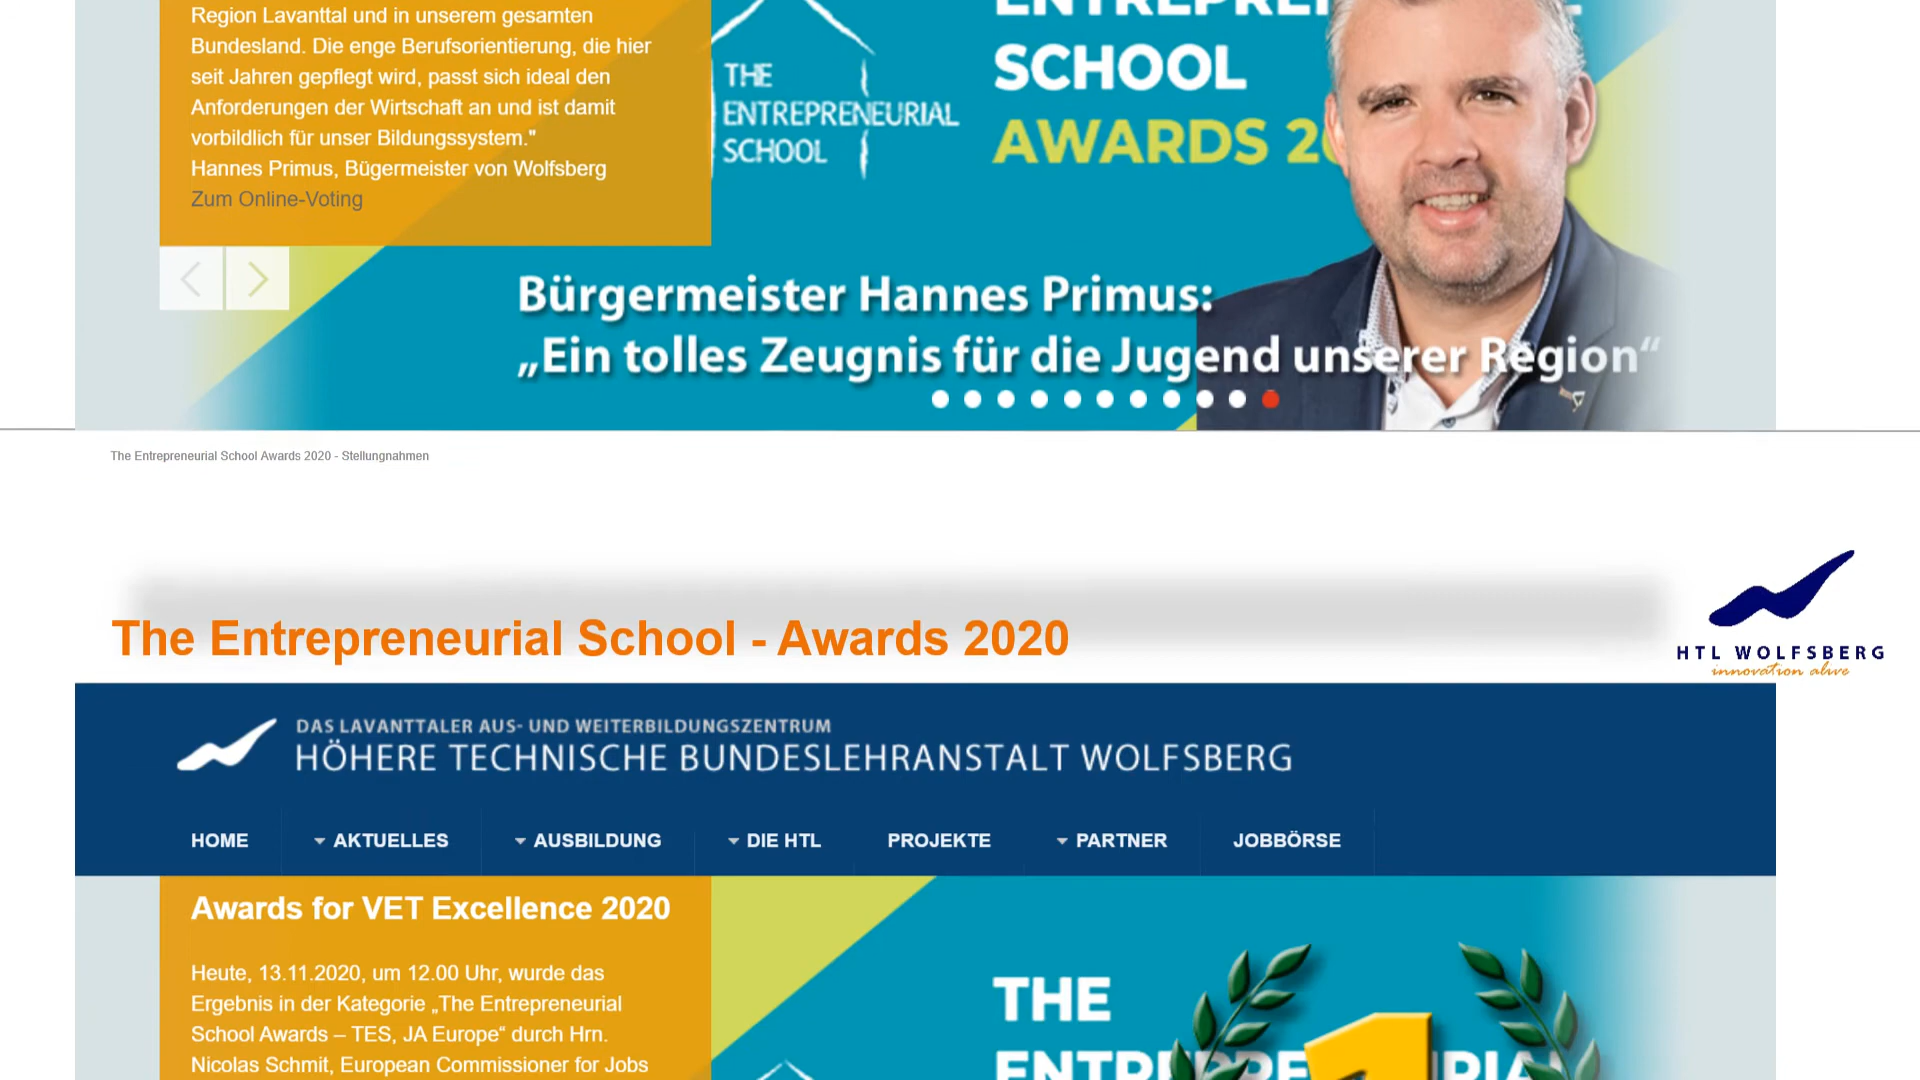 Region Lavanttal und in unserem gesamten
Bundesland. Die enge Berufsorientierung, die hier
seit Jahren gepflegt wird, passt sich ideal den
Anforderungen der Wirtschaft an und ist damit
vorbildlich für unser Bildungssystem."
Hannes Primus, Bügermeister von Wolfsberg
Zum Online-Voting
THE
ENTREPRENEURIAL
SCHOOL
SCHOOL
AWARDS
Bürgermeister Hannes Primus:
„Ein tolles Zeugnis für die Jugend unserer Region“
The Entrepreneurial School Awards 2020 - Stellungnahmen
The Entrepreneurial School - Awards 2020
HTL WOLFSBERG
innovation alive
DAS LAVANTTALER AUS- UND WEITERBILDUNGSZENTRUM
HÖHERE TECHNISCHE BUNDESLEHRANSTALT WOLFSBERG
HOME AKTUELLES AUSBILDUNG DIE HTL PROJEKTE PARTNER JOBBÖRSE
Awards for VET Excellence 2020
Heute, 13.11.2020, um 12.00 Uhr, wurde das
Ergebnis in der Kategorie „The Entrepreneurial
School Awards – TES, JA Europe“ durch Hrn.
Nicolas Schmit, European Commissioner for Jobs
THE
1